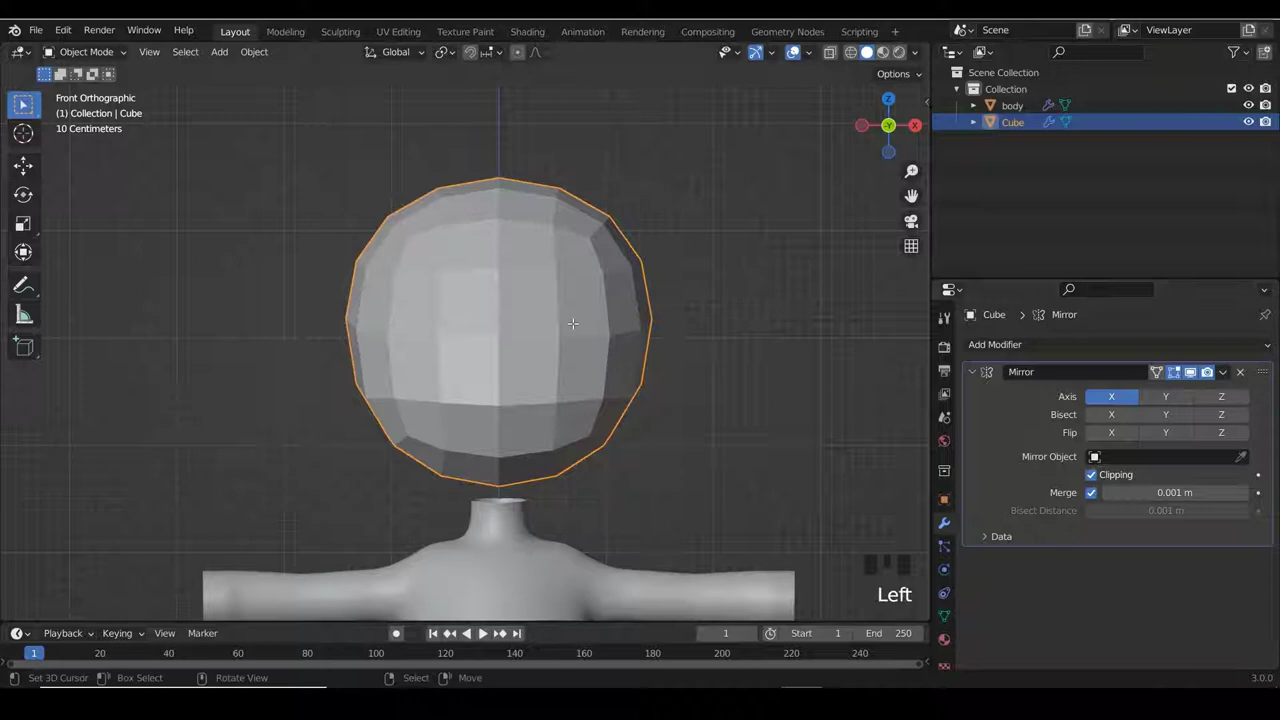 File Edit Render Window Help Layout Modeling Sculpting UV Editing Texture Paint Shading Animation Rendering Compositing Geometry Nodes Scripting Scene ViewLayer
Object Mode View Select Add Object Global
Options
Front Orthographic
(1) Collection | Cube
10 Centimeters
Z
-Y
X
Left
Scene Collection
Collection
body
Cube
Cube > Mirror
Add Modifier
Mirror
Axis X Y Z
Bisect X Y Z
Flip X Y Z
Mirror Object
Clipping
Merge 0.001 m
Bisect Distance 0.001 m
Data
Playback Keying View Marker 1 Start 1 End 250
1 20 40 60 80 100 120 140 160 180 200 220 240
Set 3D Cursor Box Select Rotate View Select Move 3.0.0